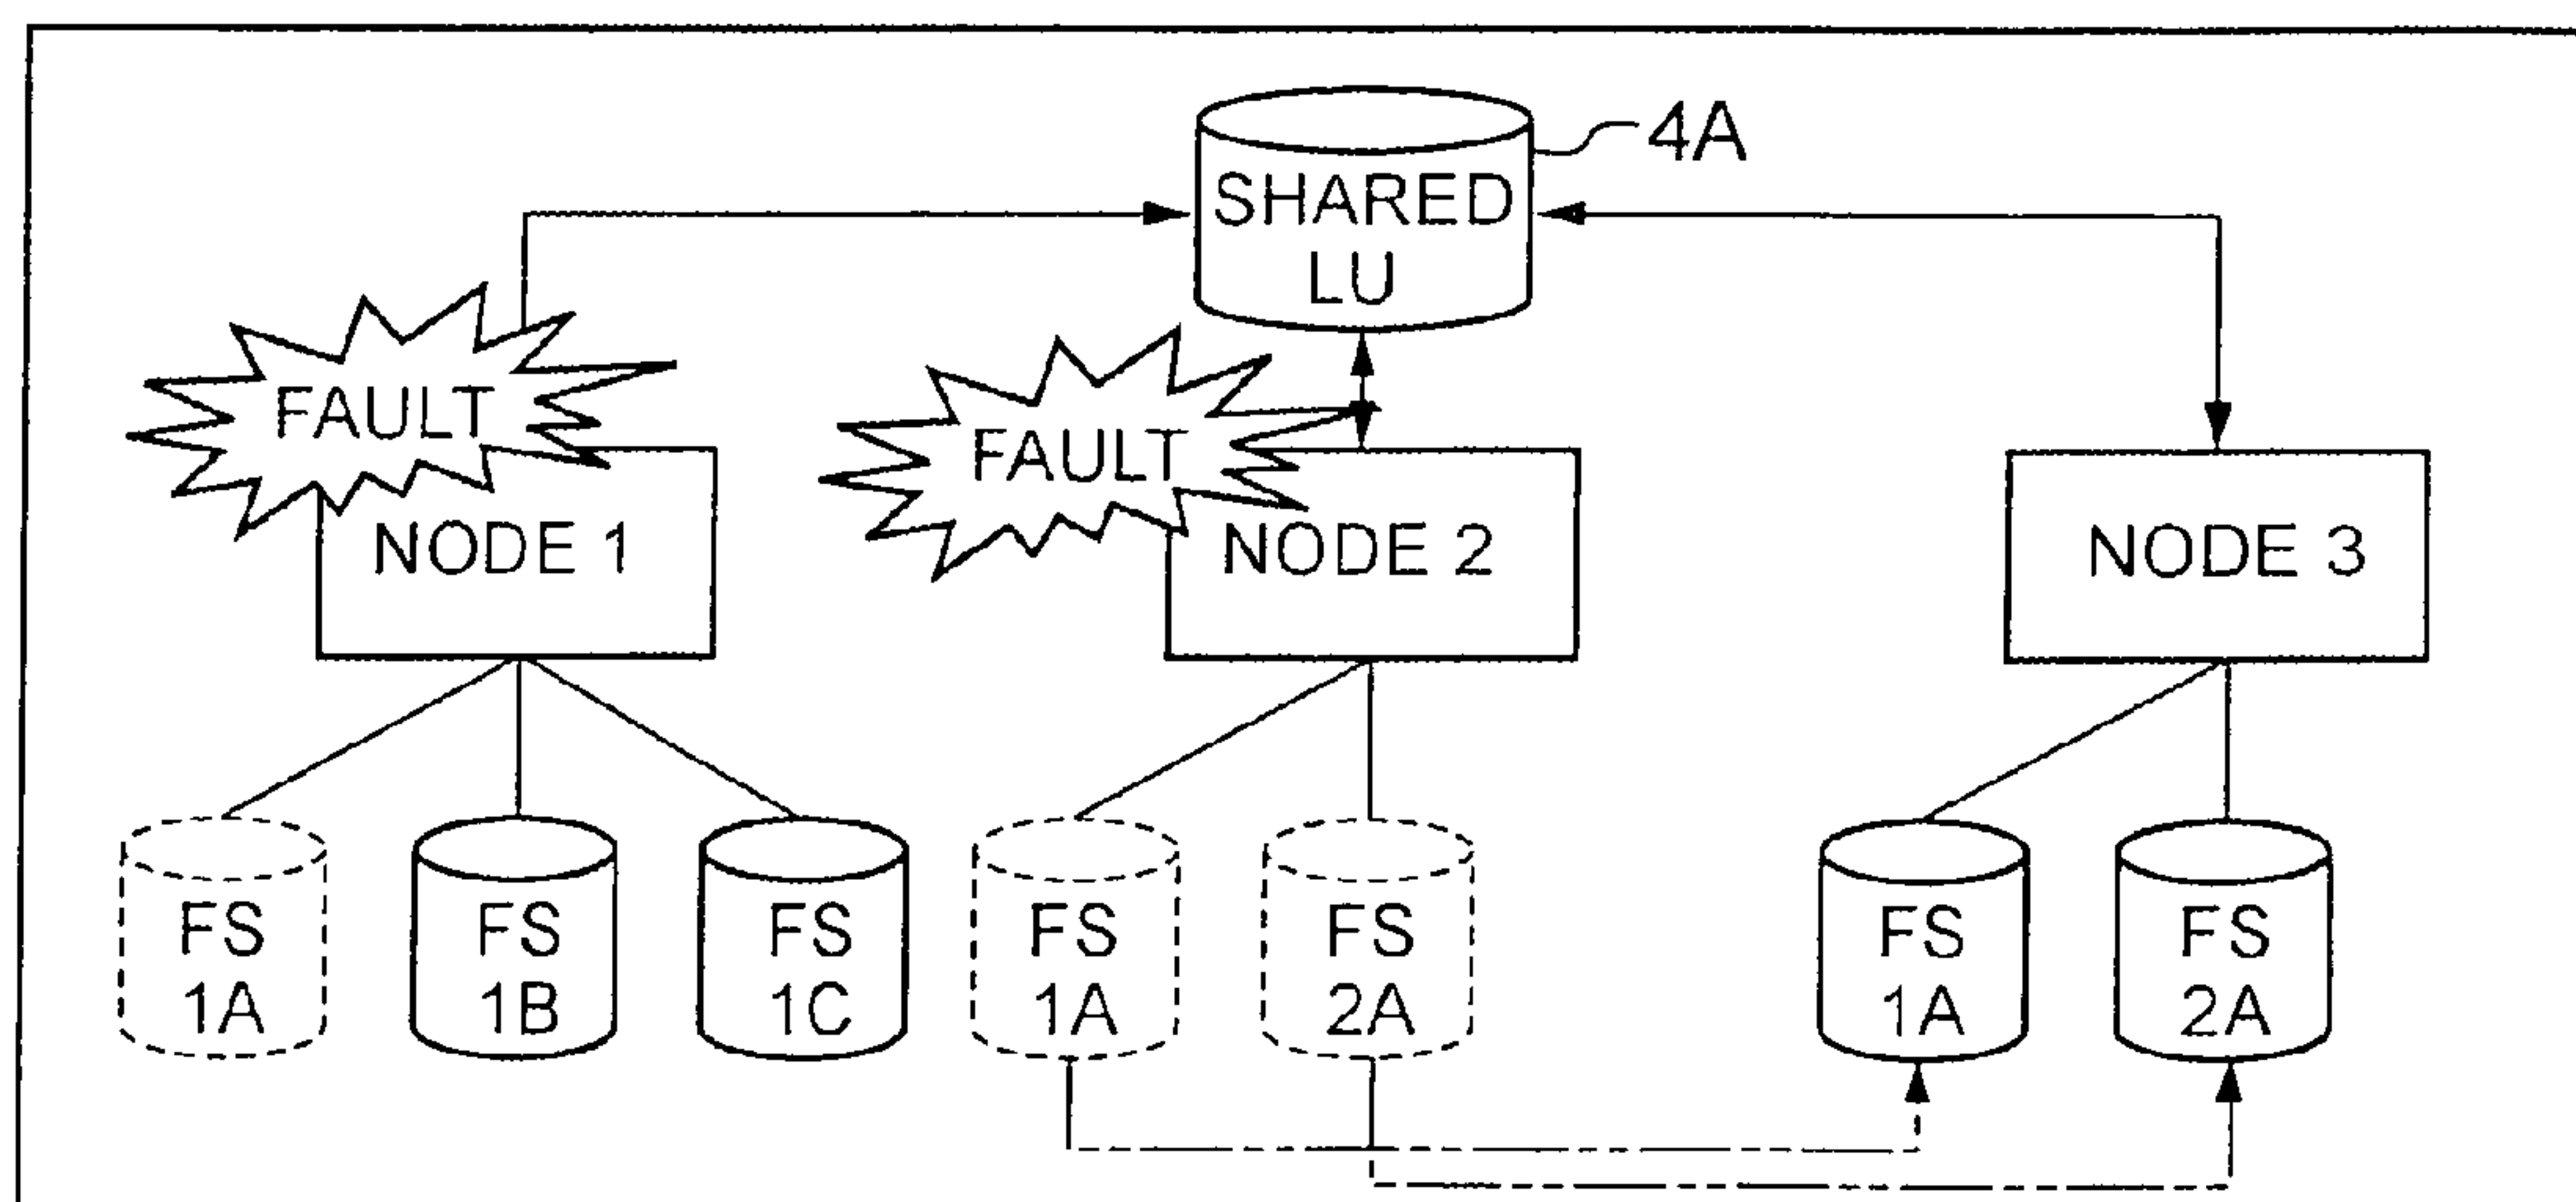 4A
SHARED
LU
FAULT
FAULT
NODE 1
NODE 2
NODE 3
FS
1A
FS
1B
FS
1C
FS
1A
FS
2A
FS
1A
FS
2A